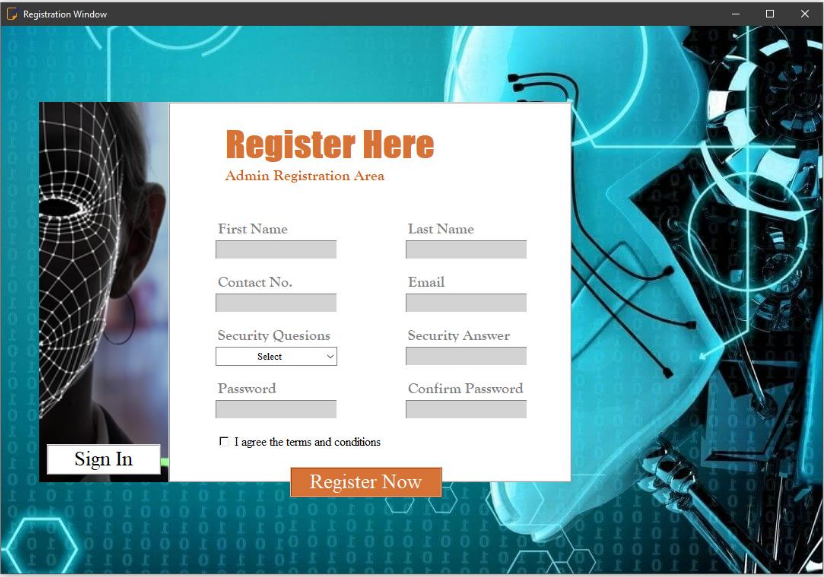 Registration Window
Register Here
Admin Registration Area
First Name
Last Name
Contact No.
Email
Security Quesions
Security Answer
Select
Password
Confirm Password
I agree the terms and conditions
Sign In
Register Now